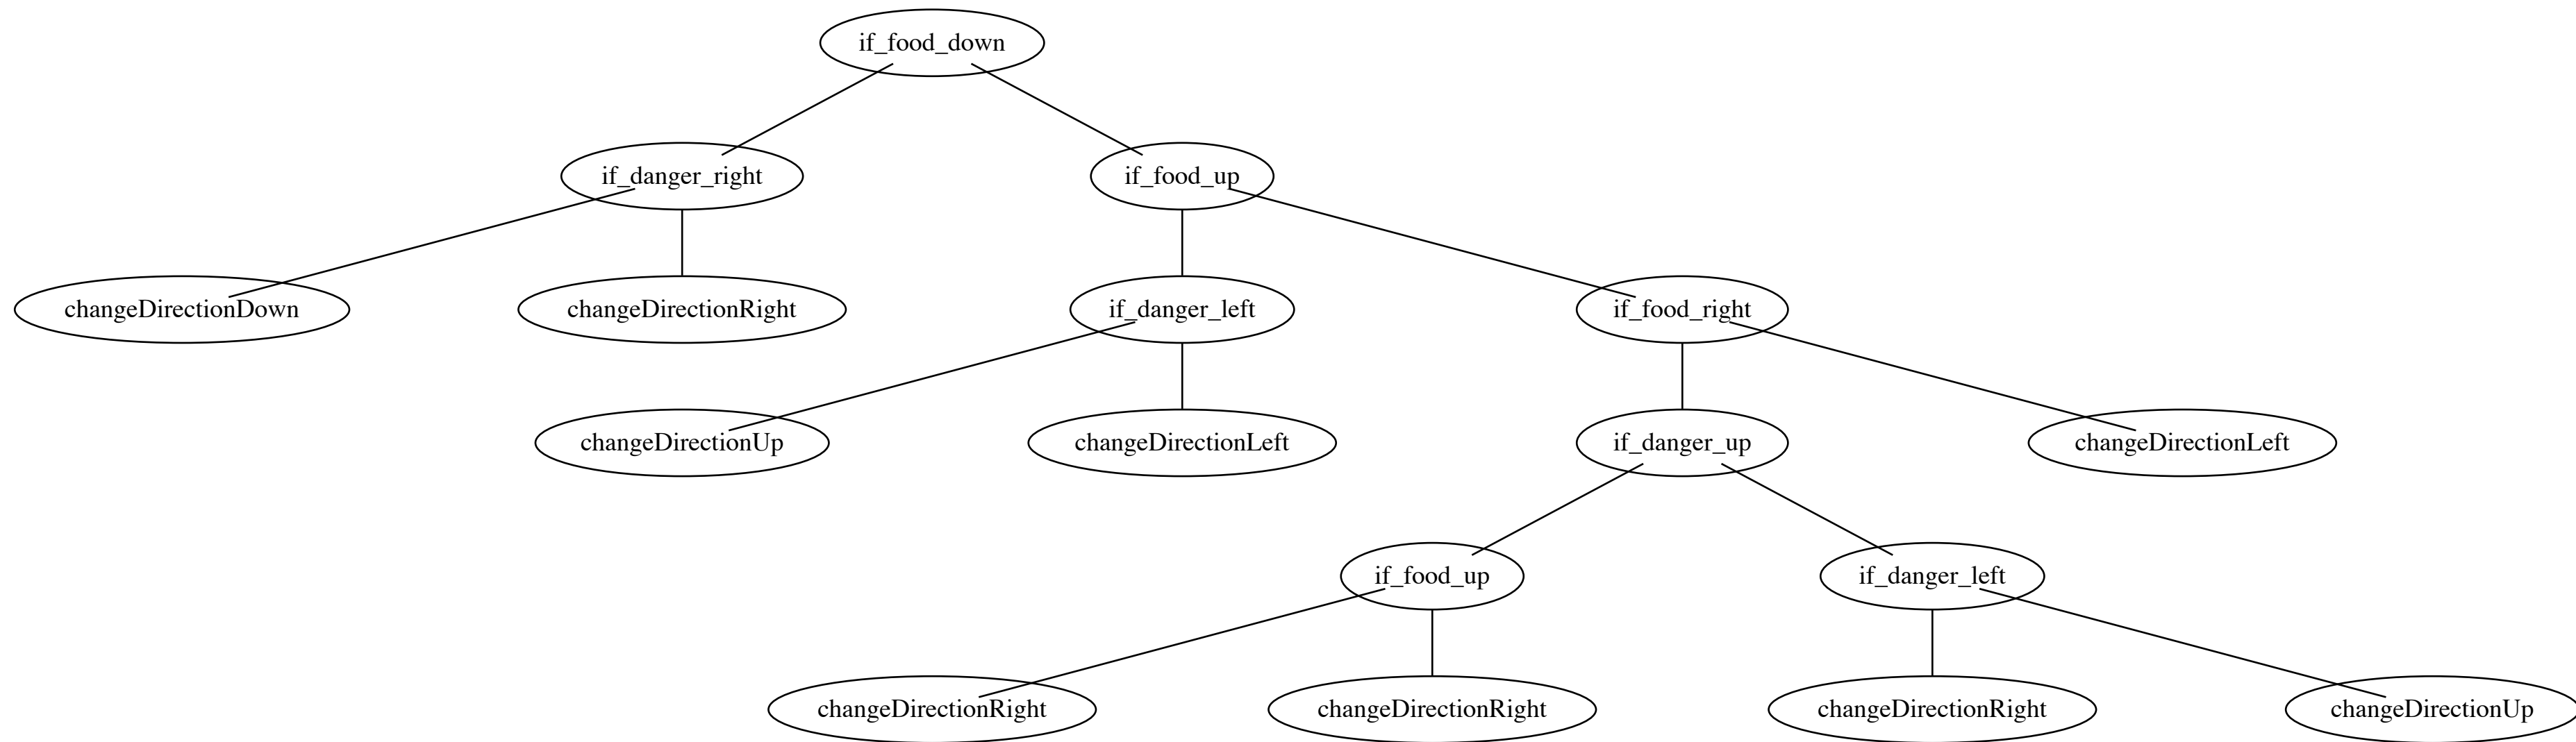 if_food_down
if_danger_right
if_food_up
changeDirectionDown
changeDirectionRight
if_danger_left
if_food_right
changeDirectionUp
changeDirectionLeft
if_danger_up
changeDirectionLeft
if_food_up
if_danger_left
changeDirectionRight
changeDirectionRight
changeDirectionRight
changeDirectionUp